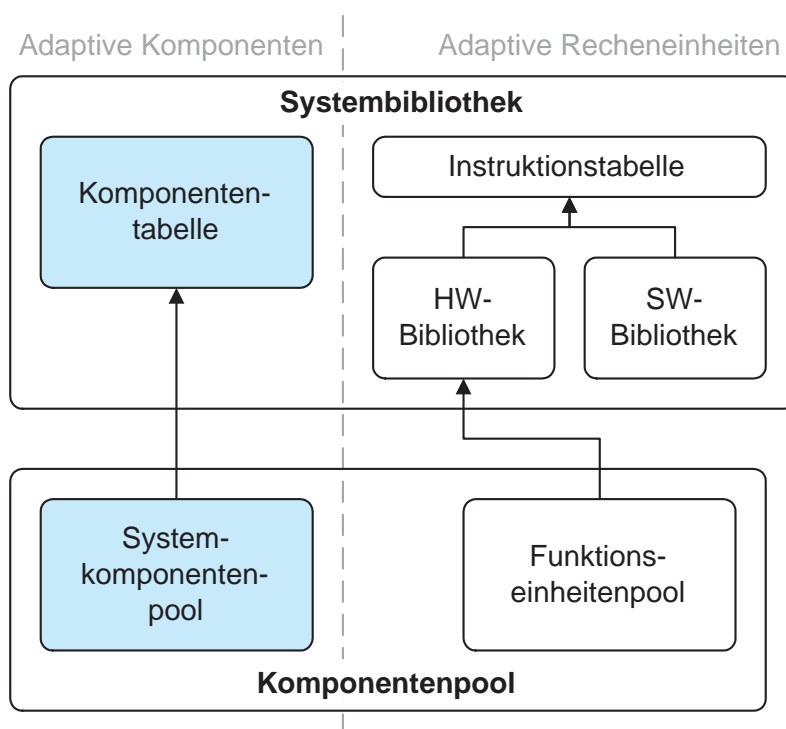 Adaptive Komponenten
Adaptive Recheneinheiten
Systembibliothek
Komponenten-
tabelle
Instruktionstabelle
HW-
Bibliothek
SW-
Bibliothek
System-
komponenten-
pool
Funktions-
einheitenpool
Komponentenpool